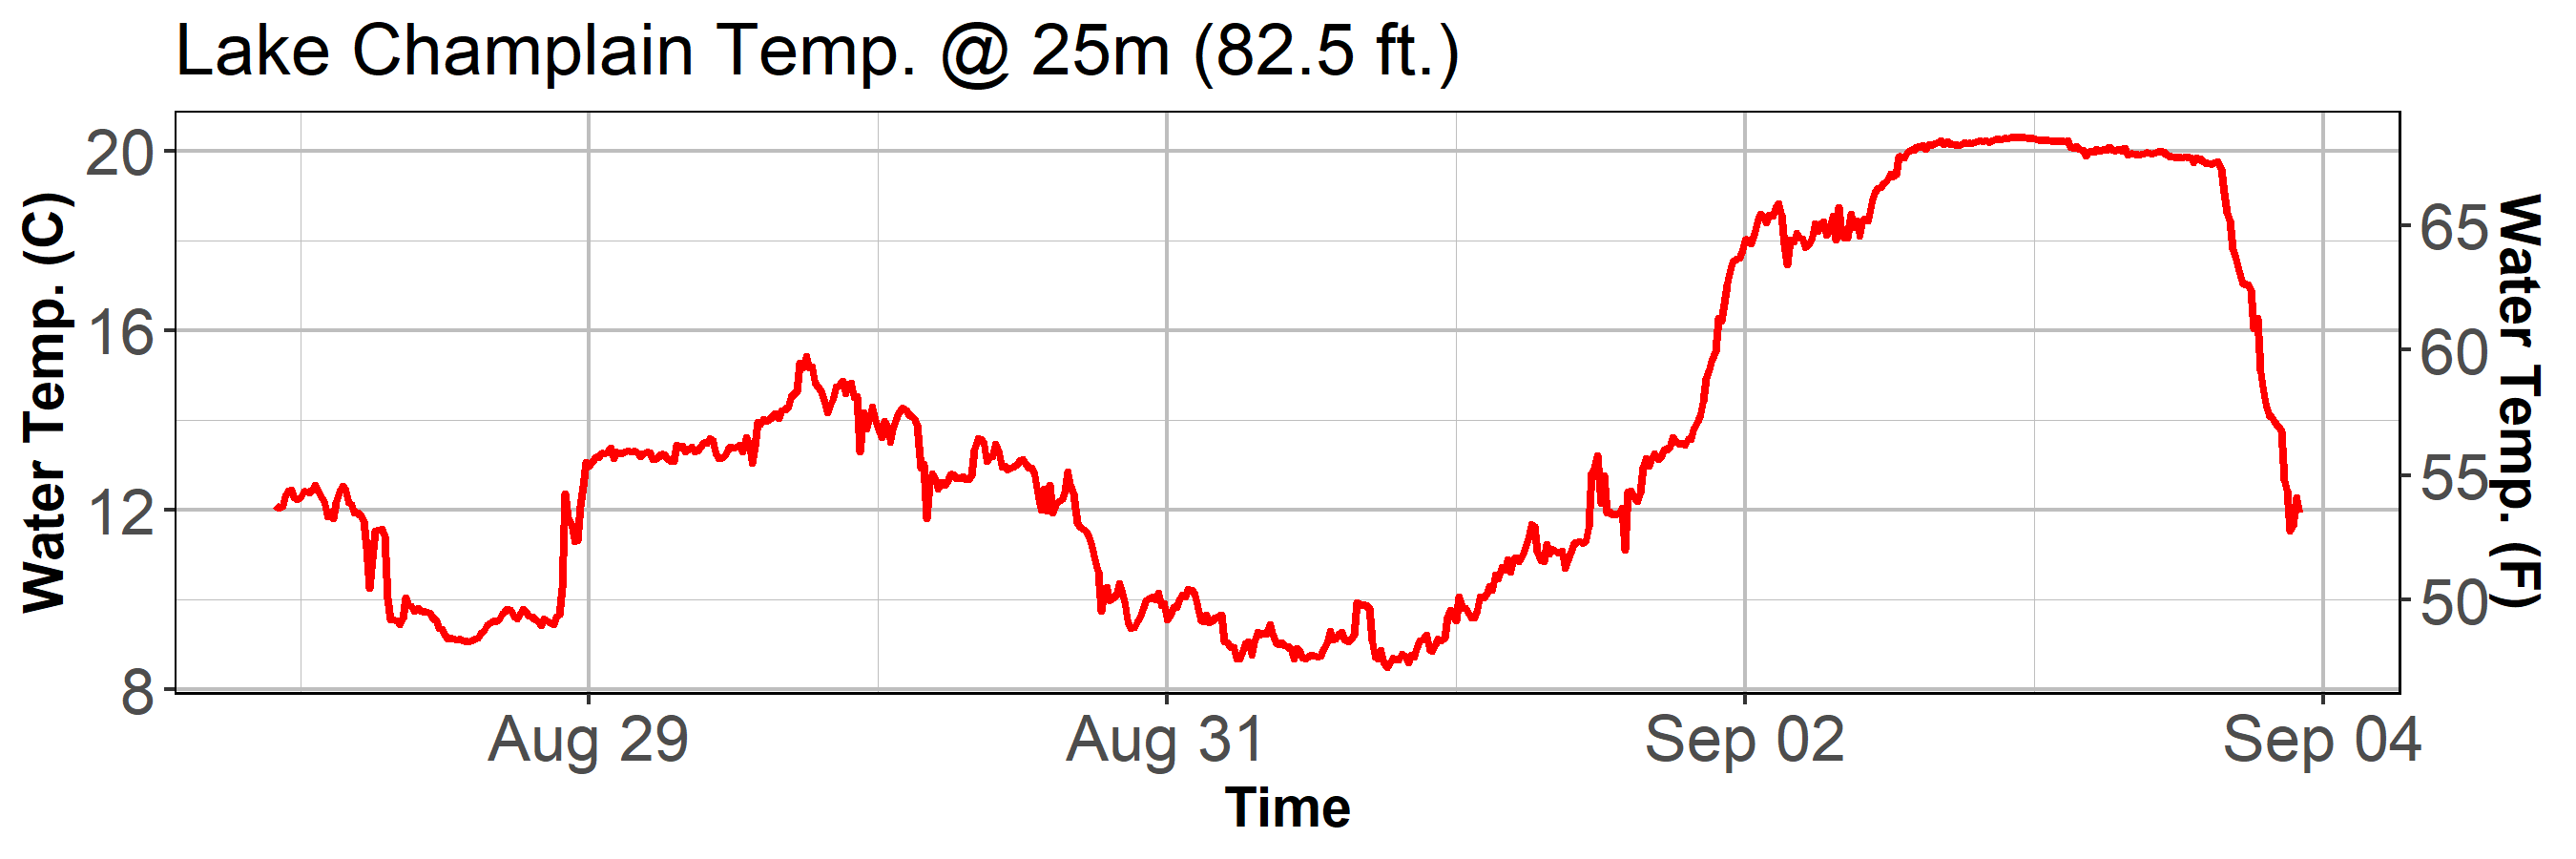 Lake Champlain Temp. @ 25m (82.5 ft.)
Water Temp. (C)
20
16
12
8
65
60
55
50
Water Temp. (F)
Aug 29
Aug 31
Sep 02
Sep 04
Time